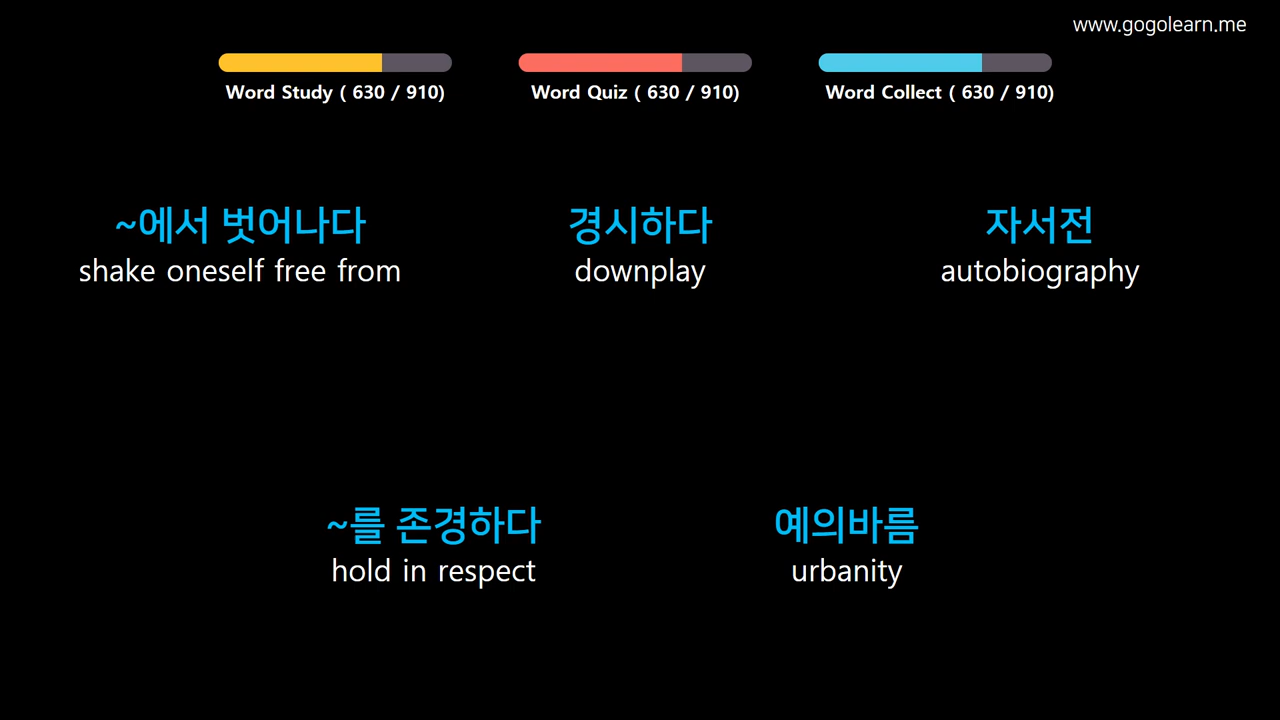 www.gogolearn.me
Word Study ( 630 / 910)
Word Quiz ( 630 / 910)
Word Collect ( 630 / 910)
~에서 벗어나다
shake oneself free from
경시하다
downplay
자서전
autobiography
~를 존경하다
hold in respect
예의바름
urbanity